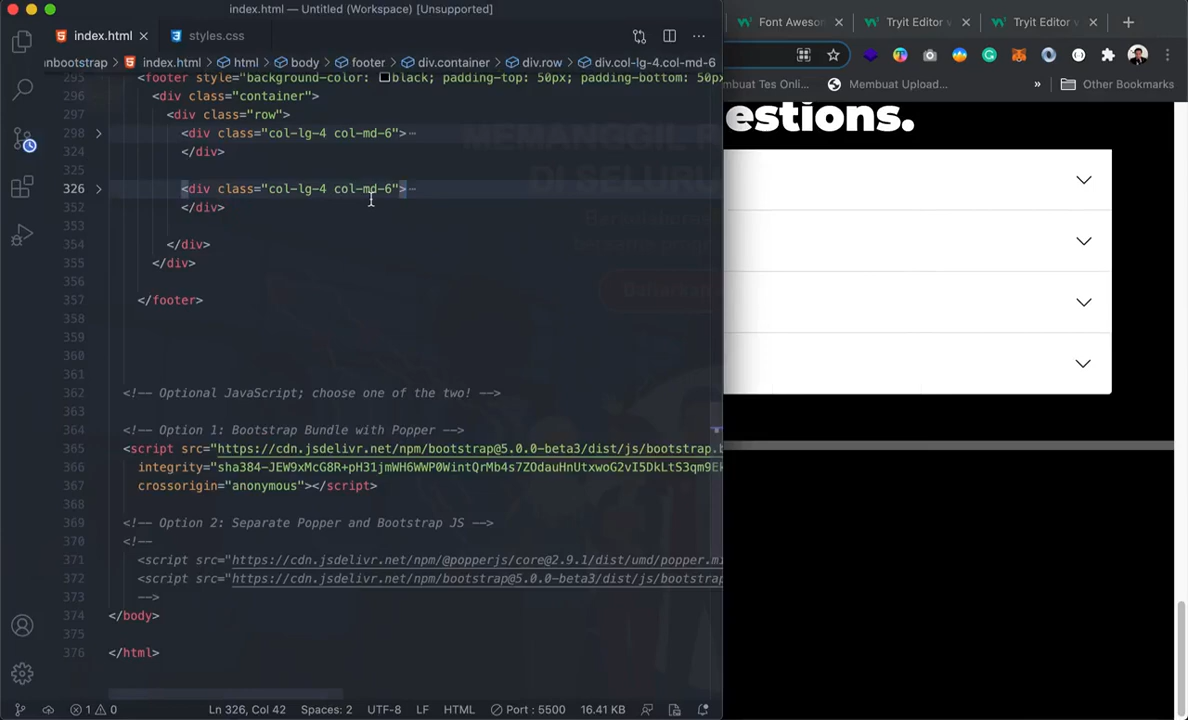 index.html — Untitled (Workspace) [Unsupported]
index.html
styles.css
anbootstrap > index.html > html > body > footer > div.container > div.row > div.col-lg-4.col-md-6
295 <footer style="background-color: black; padding-top: 50px; padding-bottom: 50px
296 <div class="container">
297 <div class="row">
298 <div class="col-lg-4 col-md-6">
324 </div>
325
326 <div class="col-lg-4 col-md-6">
352 </div>
353
354 </div>
355 </div>
356
357 </footer>
358
359
360
361
362 <!-- Optional JavaScript; choose one of the two! -->
363
364 <!-- Option 1: Bootstrap Bundle with Popper -->
365 <script src="https://cdn.jsdelivr.net/npm/bootstrap@5.0.0-beta3/dist/js/bootstrap.b
366 integrity="sha384-JEW9xMcG8R+pH31jmWH6WWP0WintQrMb4s7ZOdauHnUtxwoG2vI5DkLtS3qm9Ek
367 crossorigin="anonymous"></script>
368
369 <!-- Option 2: Separate Popper and Bootstrap JS -->
370 <!--
371 <script src="https://cdn.jsdelivr.net/npm/@popperjs/core@2.9.1/dist/umd/popper.mi
372 <script src="https://cdn.jsdelivr.net/npm/bootstrap@5.0.0-beta3/dist/js/bootstrap
373 -->
374 </body>
375
376 </html>
1 0 Ln 326, Col 42 Spaces: 2 UTF-8 LF HTML Port : 5500 16.41 KB
Font Awesom
Tryit Editor v
Tryit Editor v
mbuat Tes Onli...
Membuat Upload...
» Other Bookmarks
estions.
MEMANGGIL
DI SELURU